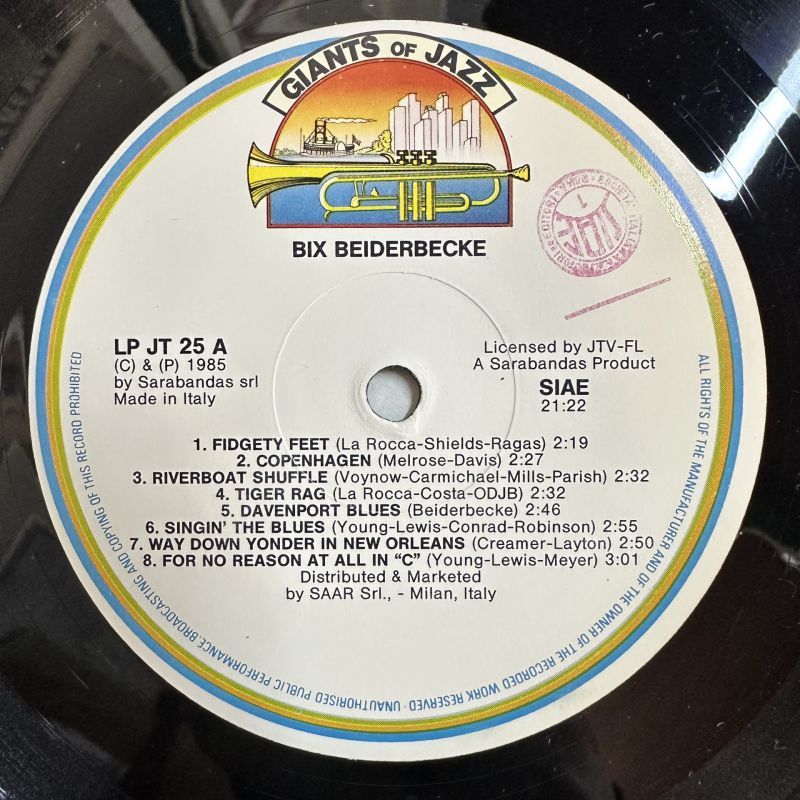 GIANTS OF JAZZ
BIX BEIDERBECKE
LP JT 25 A
(C) & (P) 1985
by Sarabandas srl
Made in Italy
Licensed by JTV-FL
A Sarabandas Product
SIAE
21:22
1. FIDGETY FEET (La Rocca-Shields-Ragas) 2:19
2. COPENHAGEN (Melrose-Davis) 2:27
3. RIVERBOAT SHUFFLE (Voynow-Carmichael-Mills-Parish) 2:32
4. TIGER RAG (La Rocca-Costa-ODJB) 2:32
5. DAVENPORT BLUES (Beiderbecke) 2:46
6. SINGIN' THE BLUES (Young-Lewis-Conrad-Robinson) 2:55
7. WAY DOWN YONDER IN NEW ORLEANS (Creamer-Layton) 2:50
8. FOR NO REASON AT ALL IN “C” (Young-Lewis-Meyer) 3:01
Distributed & Marketed
by SAAR Srl., - Milan, Italy
ALL RIGHTS OF THE MANUFACTURER AND OF THE OWNER OF THE RECORDED WORK RESERVED · UNAUTHORISED PUBLIC PERFORMANCE. BROADCASTING AND COPYING OF THIS RECORD PROHIBITED
SIAE